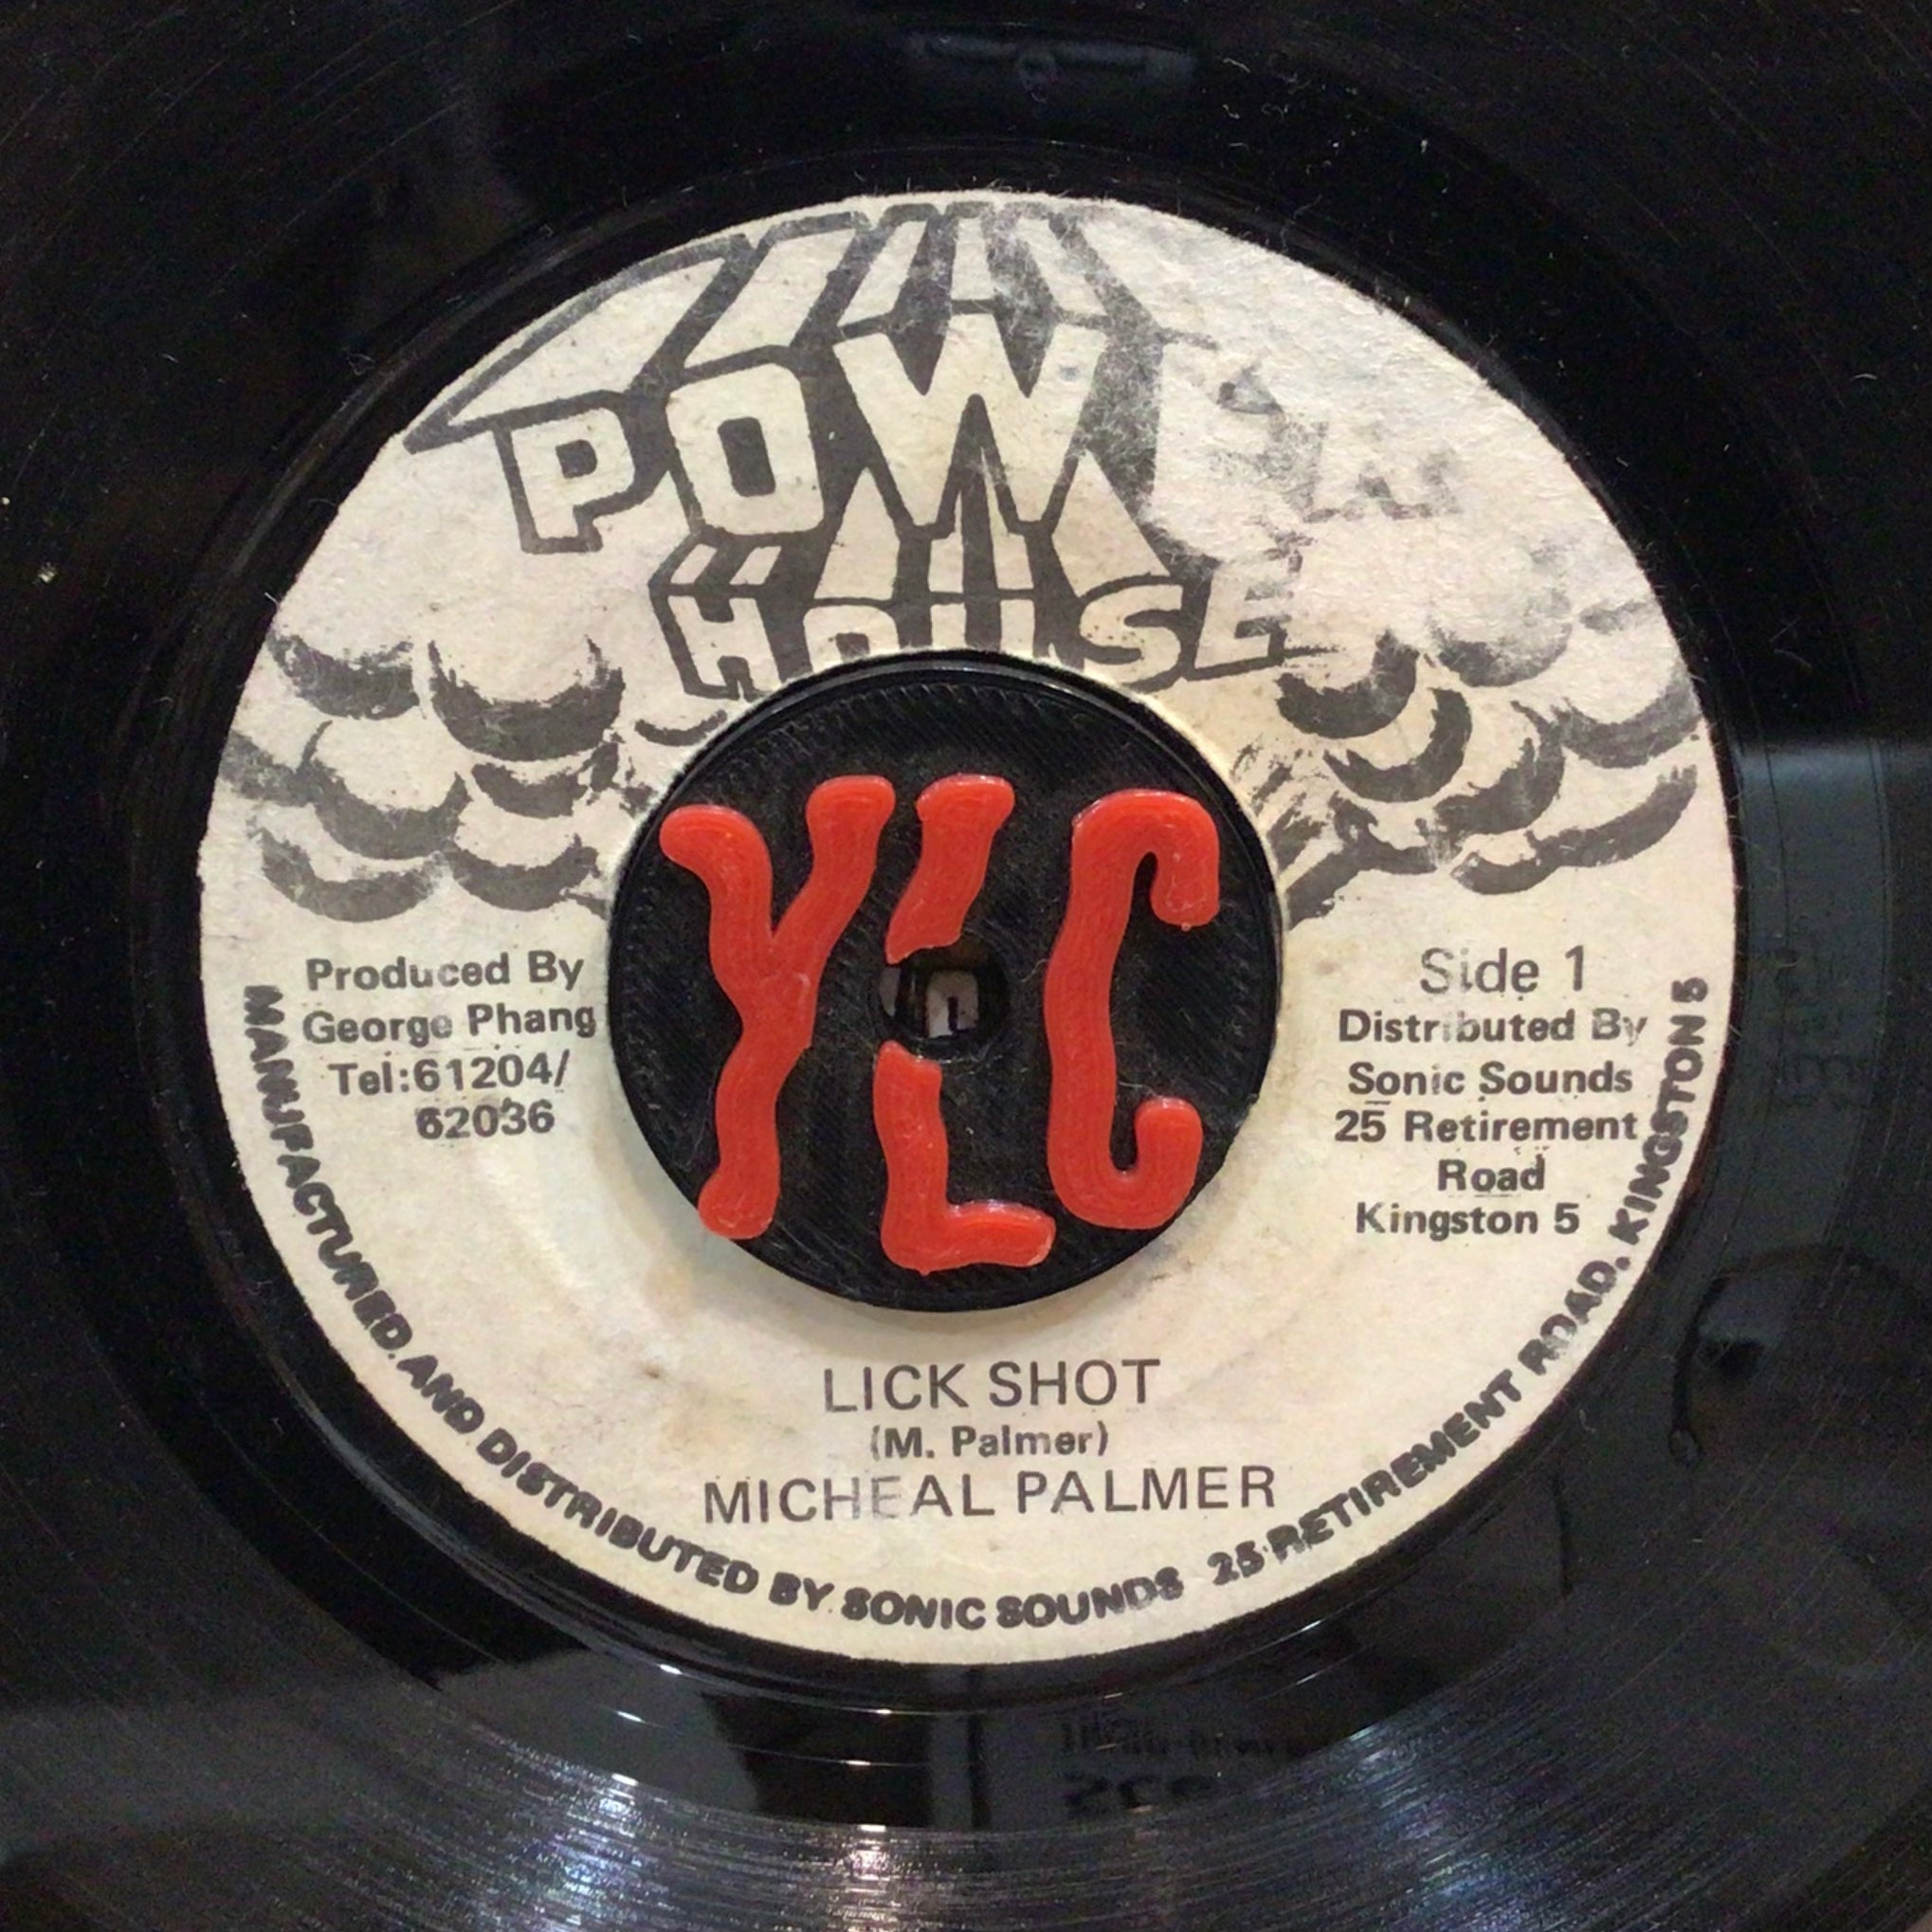 POWER
HOUSE
YLC
Produced By
George Phang
Tel:61204/
62036
Side 1
Distributed By
Sonic Sounds
25 Retirement
Road
Kingston 5
LICK SHOT
(M. Palmer)
MICHEAL PALMER
MANUFACTURED AND DISTRIBUTED BY SONIC SOUNDS 25 RETIREMENT ROAD, KINGSTON 5